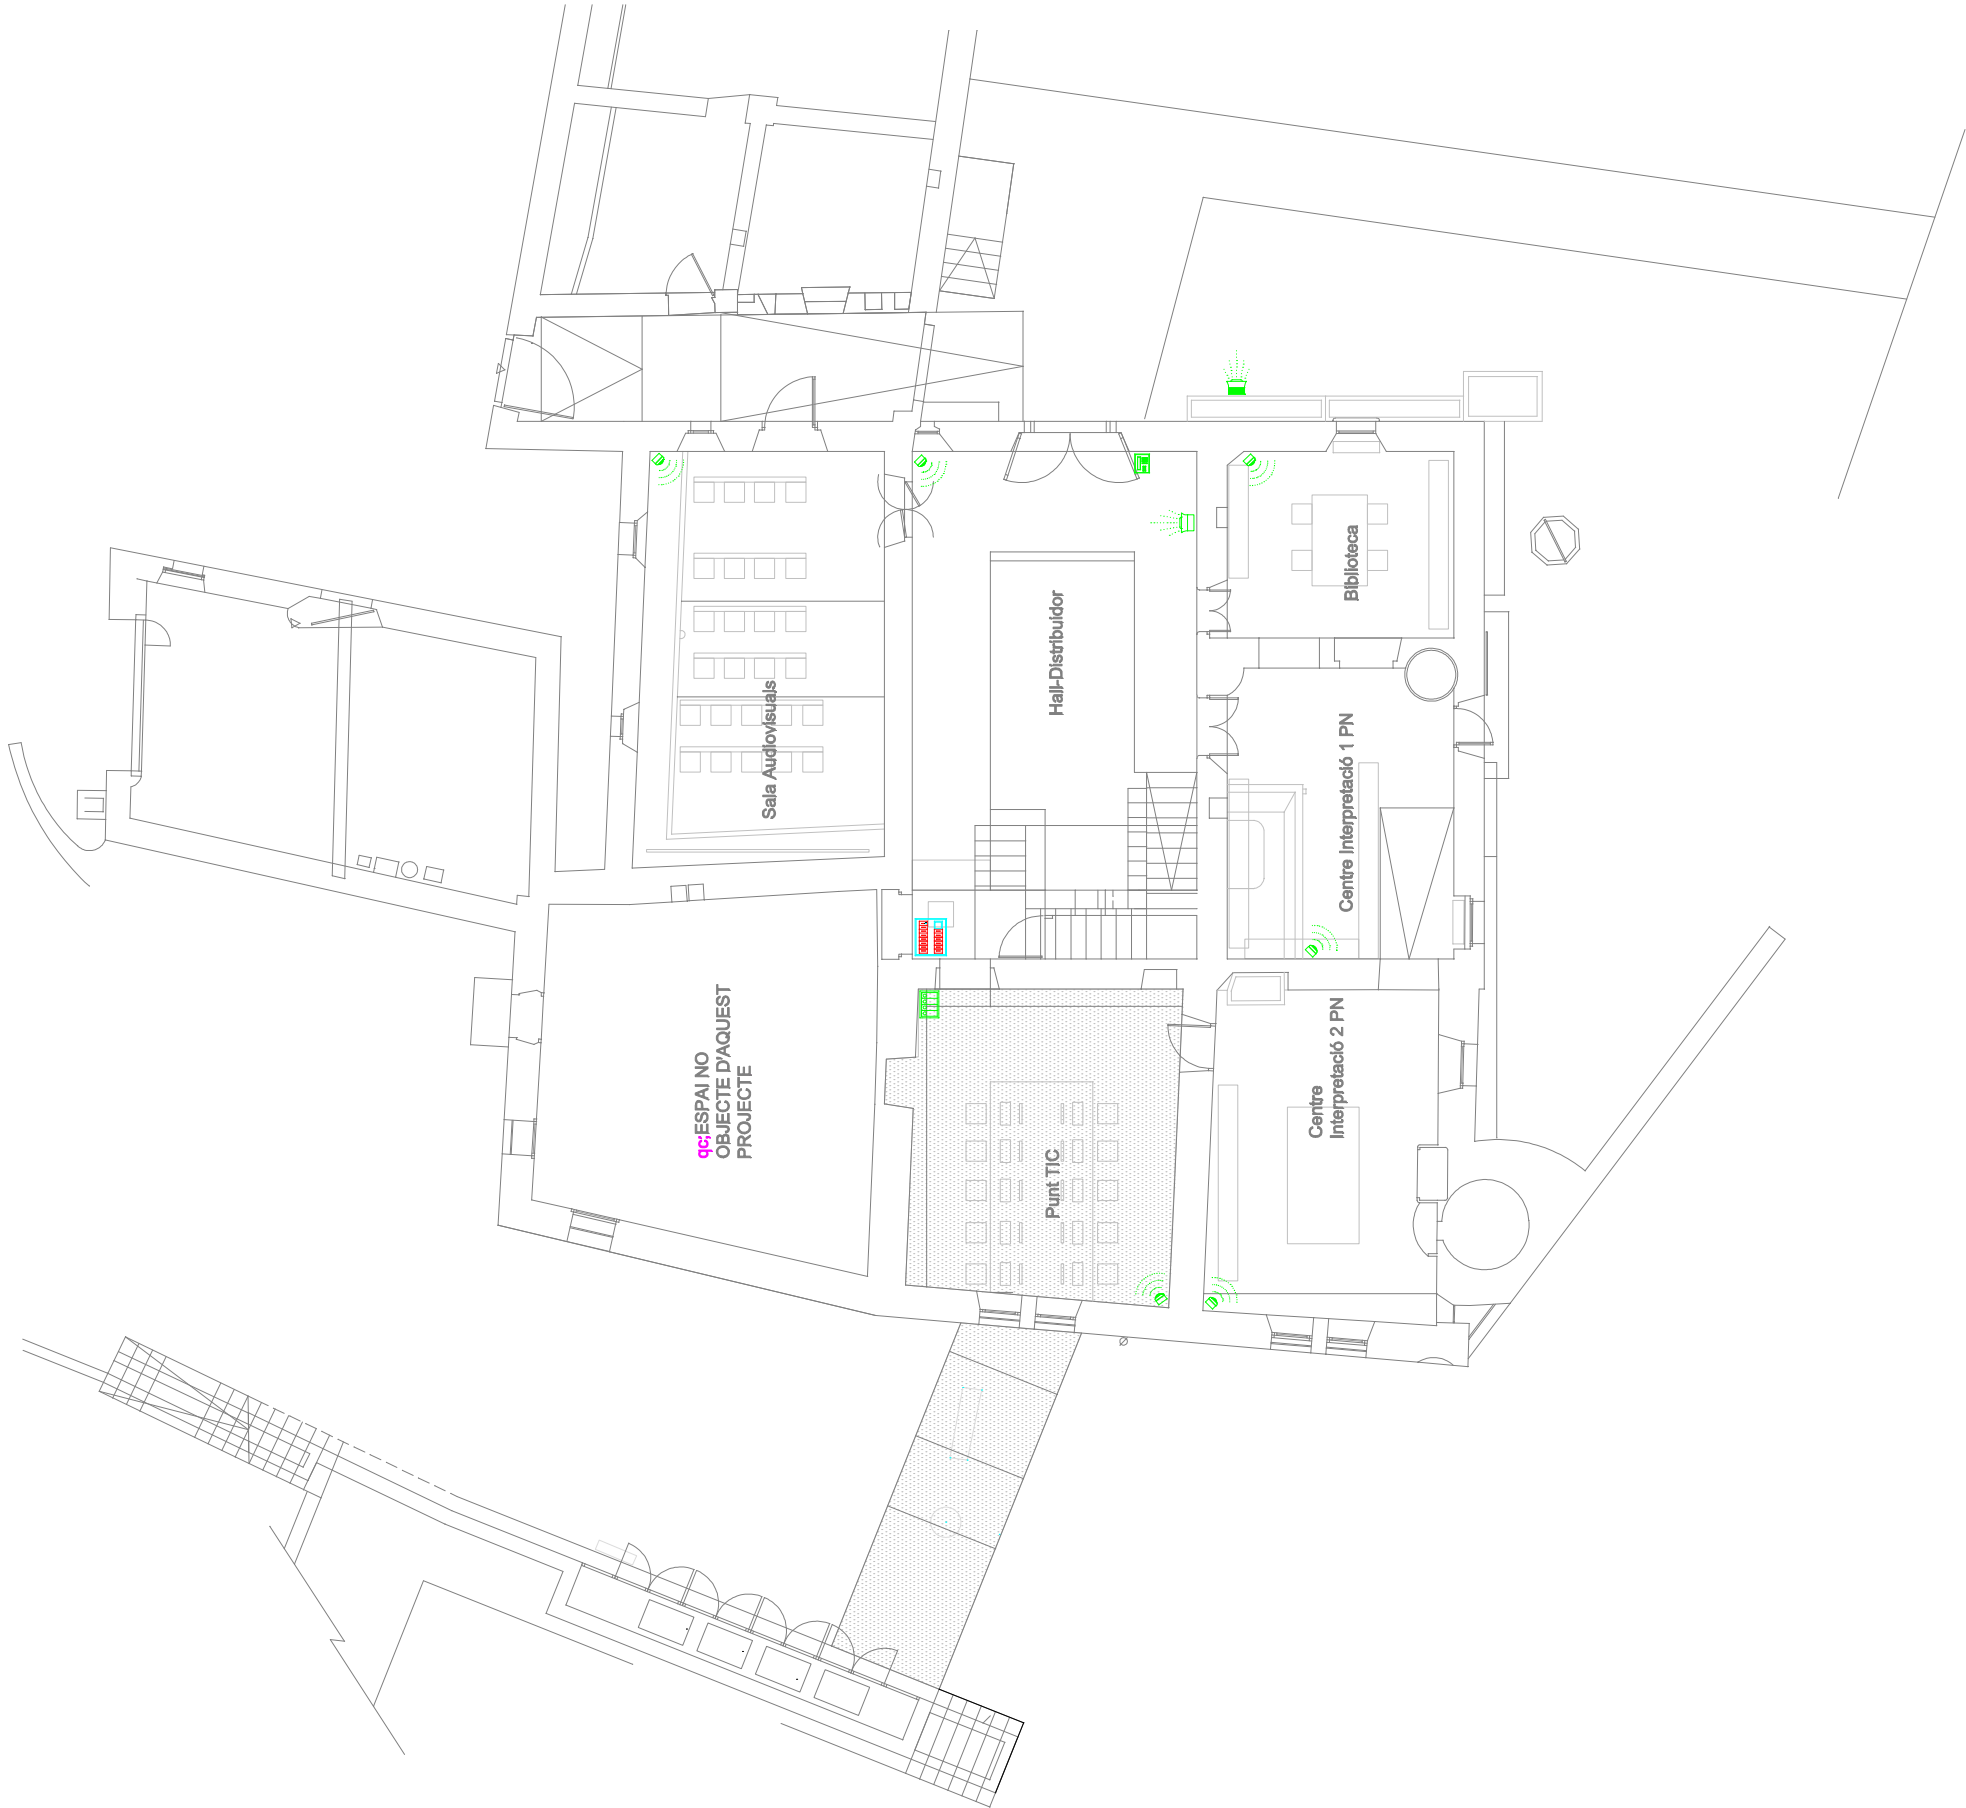 Sala Audiovisuals
Hall-Distribuidor
Biblioteca
Centre Interpretació 1 PN
qc;ESPAI NO
OBJECTE D'AQUEST
PROJECTE
Punt TIC
Centre
Interpretació 2 PN